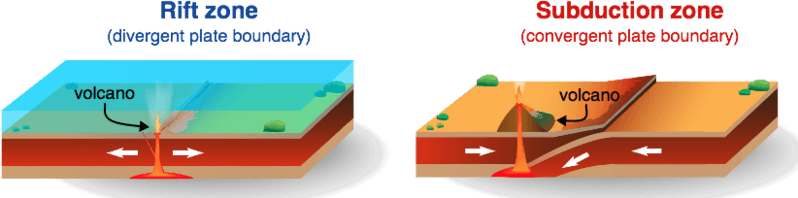 Rift zone
(divergent plate boundary)
volcano
Subduction zone
(convergent plate boundary)
volcano